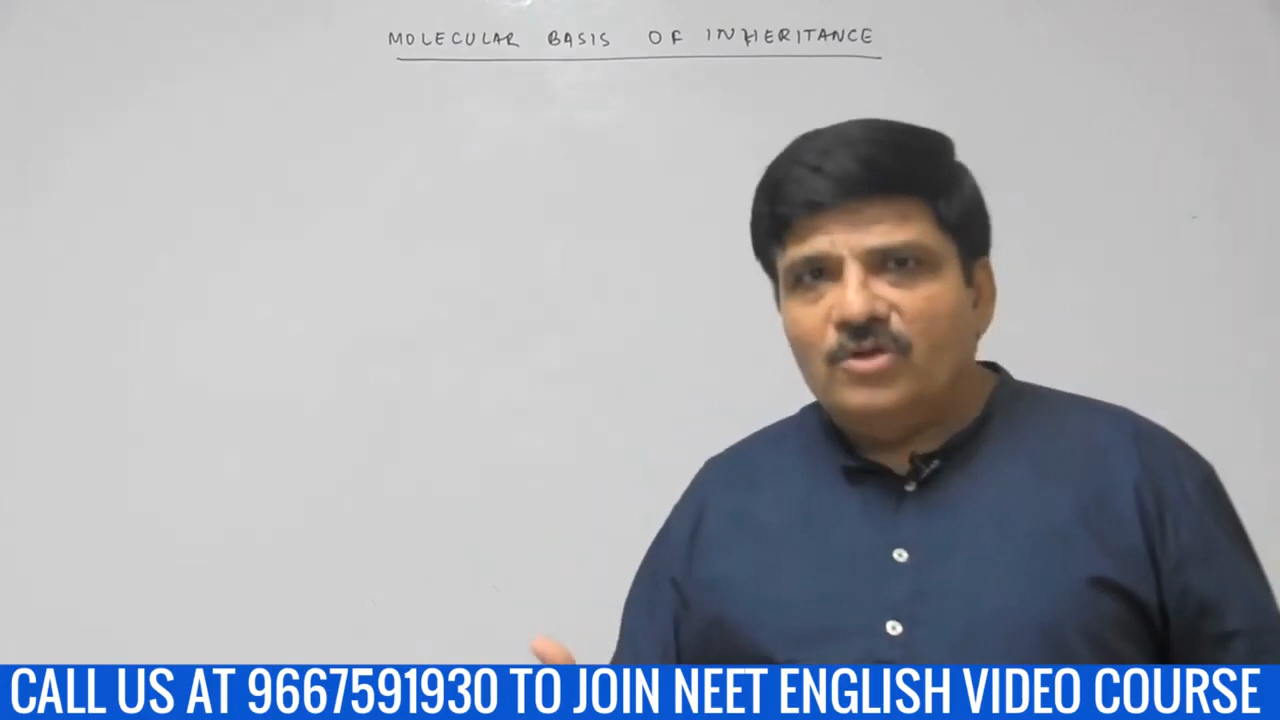 MOLECULAR BASIS OF INHERITANCE
CALL US AT 9667591930 TO JOIN NEET ENGLISH VIDEO COURSE